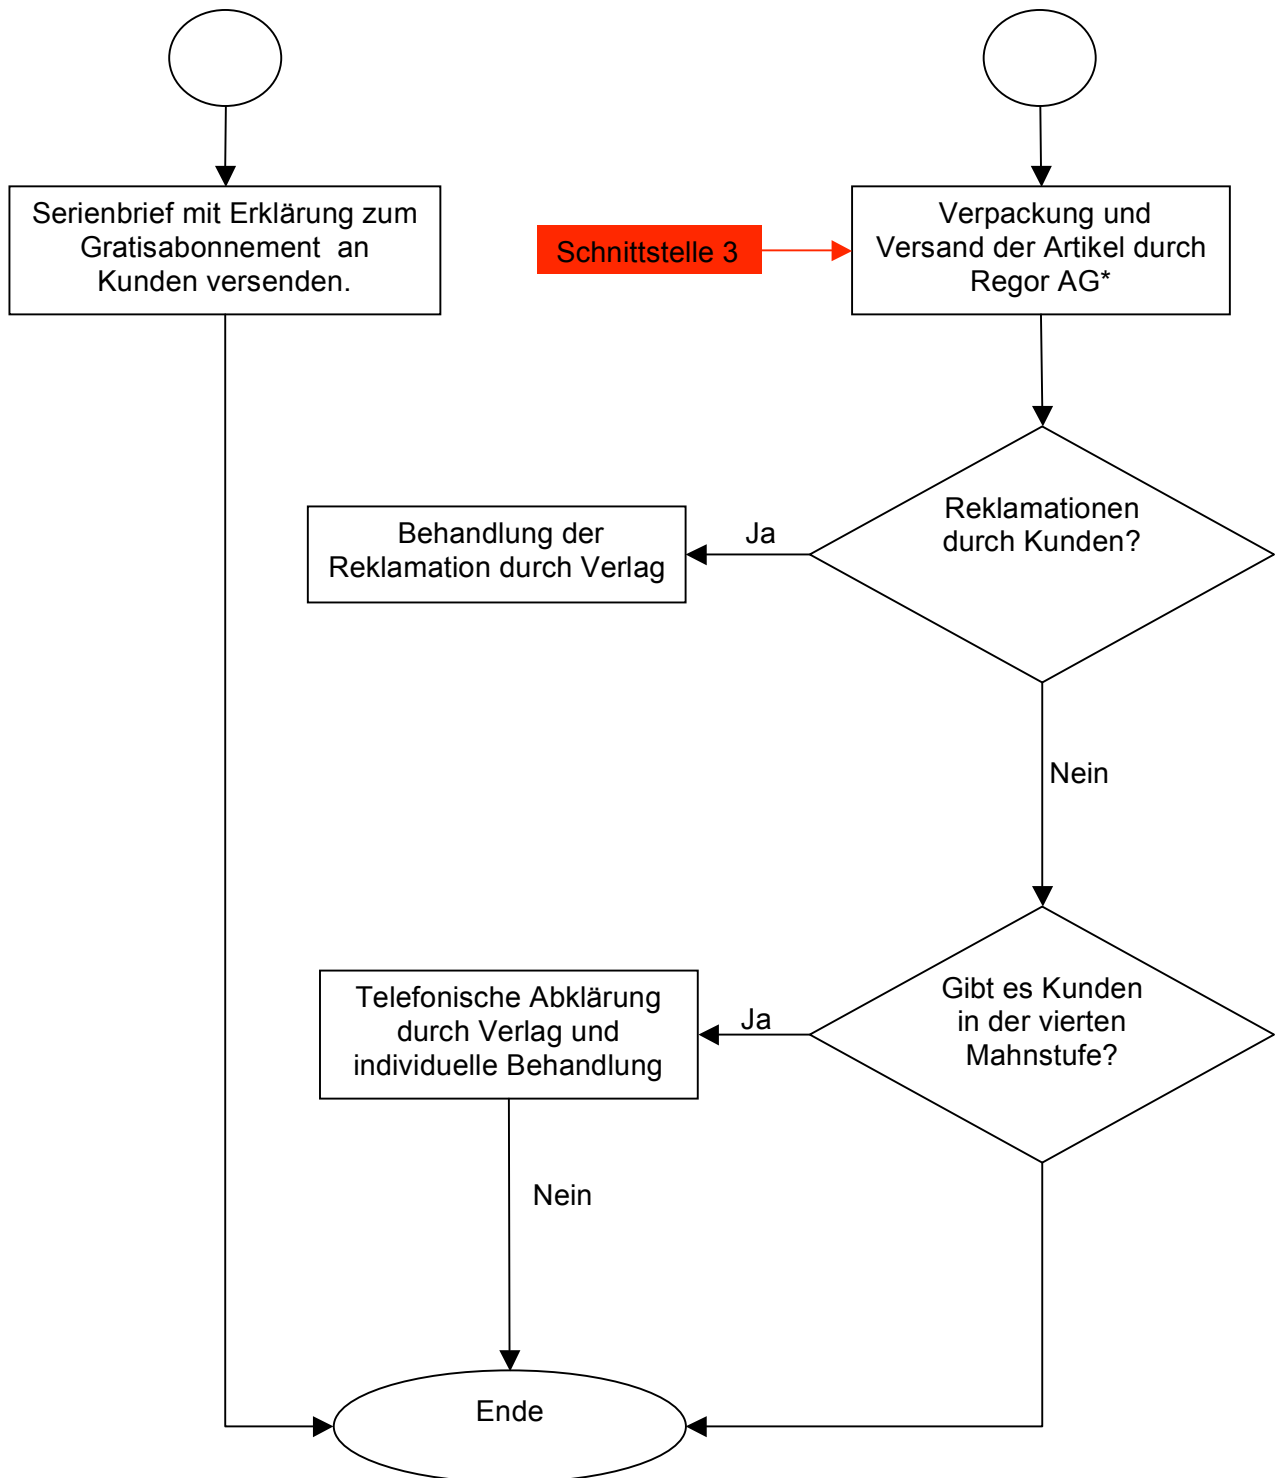 Serienbrief mit Erklärung zum
Gratisabonnement an
Kunden versenden.
Schnittstelle 3
Verpackung und
Versand der Artikel durch
Regor AG*
Reklamationen
durch Kunden?
Ja
Behandlung der
Reklamation durch Verlag
Nein
Gibt es Kunden
in der vierten
Mahnstufe?
Ja
Telefonische Abklärung
durch Verlag und
individuelle Behandlung
Nein
Ende